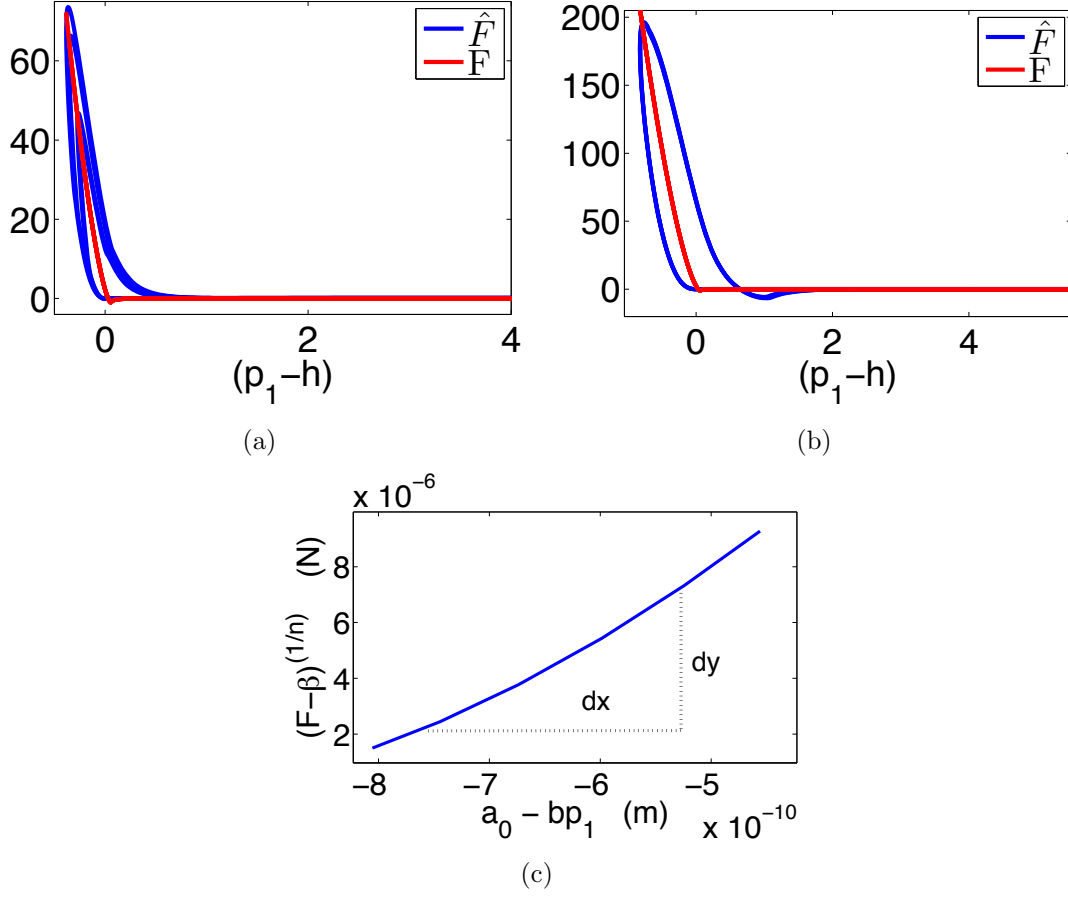 F̂
F
60
40
20
0
0 2 4
(p₁−h)
(a)
F̂
F
200
150
100
50
0
0 2 4
(p₁−h)
(b)
x 10⁻⁶
8
6
4
2
(F−β)^(1/n) (N)
dy
dx
−8 −7 −6 −5
a₀ − bp₁ (m)
x 10⁻¹⁰
(c)